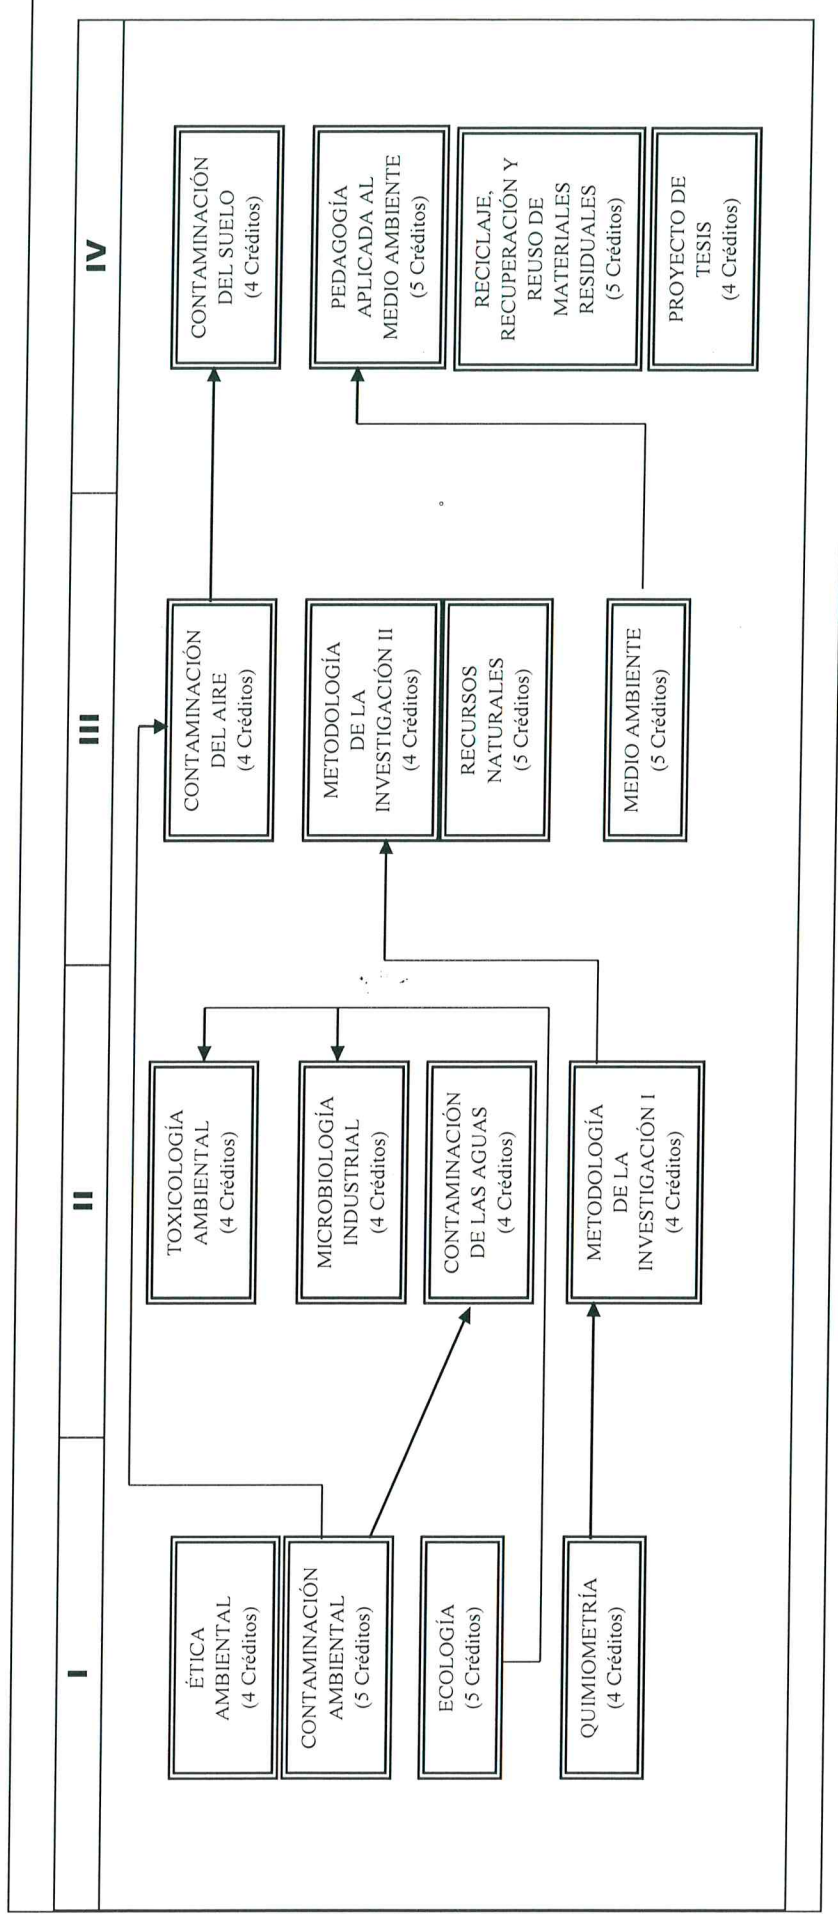 I
II
III
IV
ÉTICA
AMBIENTAL
(4 Créditos)
CONTAMINACIÓN
AMBIENTAL
(5 Créditos)
ECOLOGÍA
(5 Créditos)
QUIMIOMETRÍA
(4 Créditos)
TOXICOLOGÍA
AMBIENTAL
(4 Créditos)
MICROBIOLOGÍA
INDUSTRIAL
(4 Créditos)
CONTAMINACIÓN
DE LAS AGUAS
(4 Créditos)
METODOLOGÍA
DE LA
INVESTIGACIÓN I
(4 Créditos)
CONTAMINACIÓN
DEL AIRE
(4 Créditos)
METODOLOGÍA
DE LA
INVESTIGACIÓN II
(4 Créditos)
RECURSOS
NATURALES
(5 Créditos)
MEDIO AMBIENTE
(5 Créditos)
CONTAMINACIÓN
DEL SUELO
(4 Créditos)
PEDAGOGÍA
APLICADA AL
MEDIO AMBIENTE
(5 Créditos)
RECICLAJE,
RECUPERACIÓN Y
REUSO DE
MATERIALES
RESIDUALES
(5 Créditos)
PROYECTO DE
TESIS
(4 Créditos)